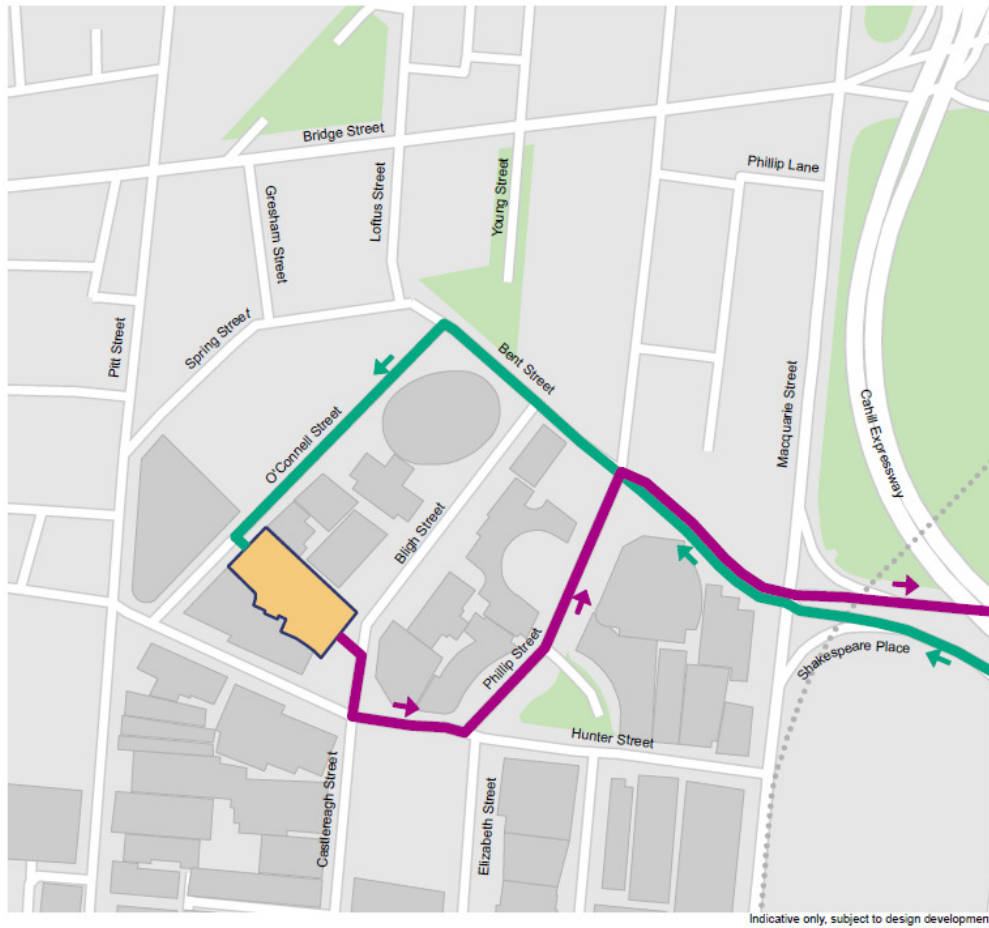 Bridge Street
Phillip Lane
Gresham Street
Loftus Street
Young Street
Spring Street
Pitt Street
Bent Street
Macquarie Street
Cahill Expressway
O'Connell Street
Bligh Street
Phillip Street
Shakespeare Place
Hunter Street
Castlereagh Street
Elizabeth Street
Indicative only, subject to design developmen